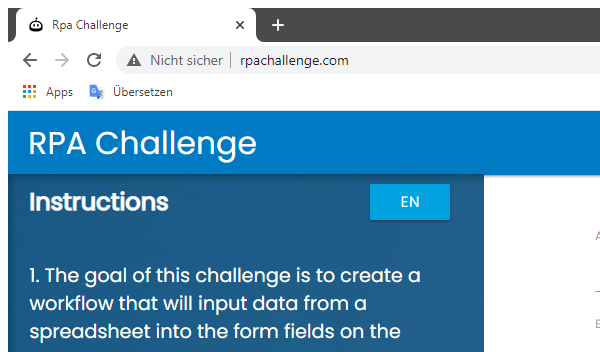 Rpa Challenge
Nicht sicher rpachallenge.com
Apps Übersetzen
RPA Challenge
Instructions EN
1. The goal of this challenge is to create a
workflow that will input data from a
spreadsheet into the form fields on the